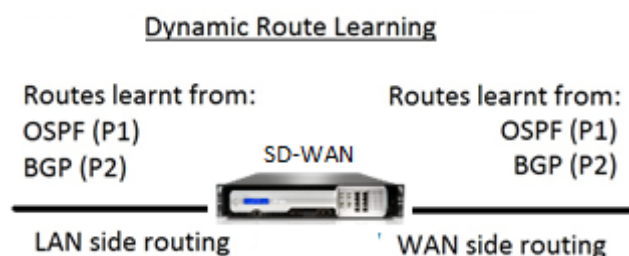 Dynamic Route Learning
Routes learnt from:
OSPF (P1)
BGP (P2)
SD-WAN
Routes learnt from:
OSPF (P1)
BGP (P2)
LAN side routing
WAN side routing